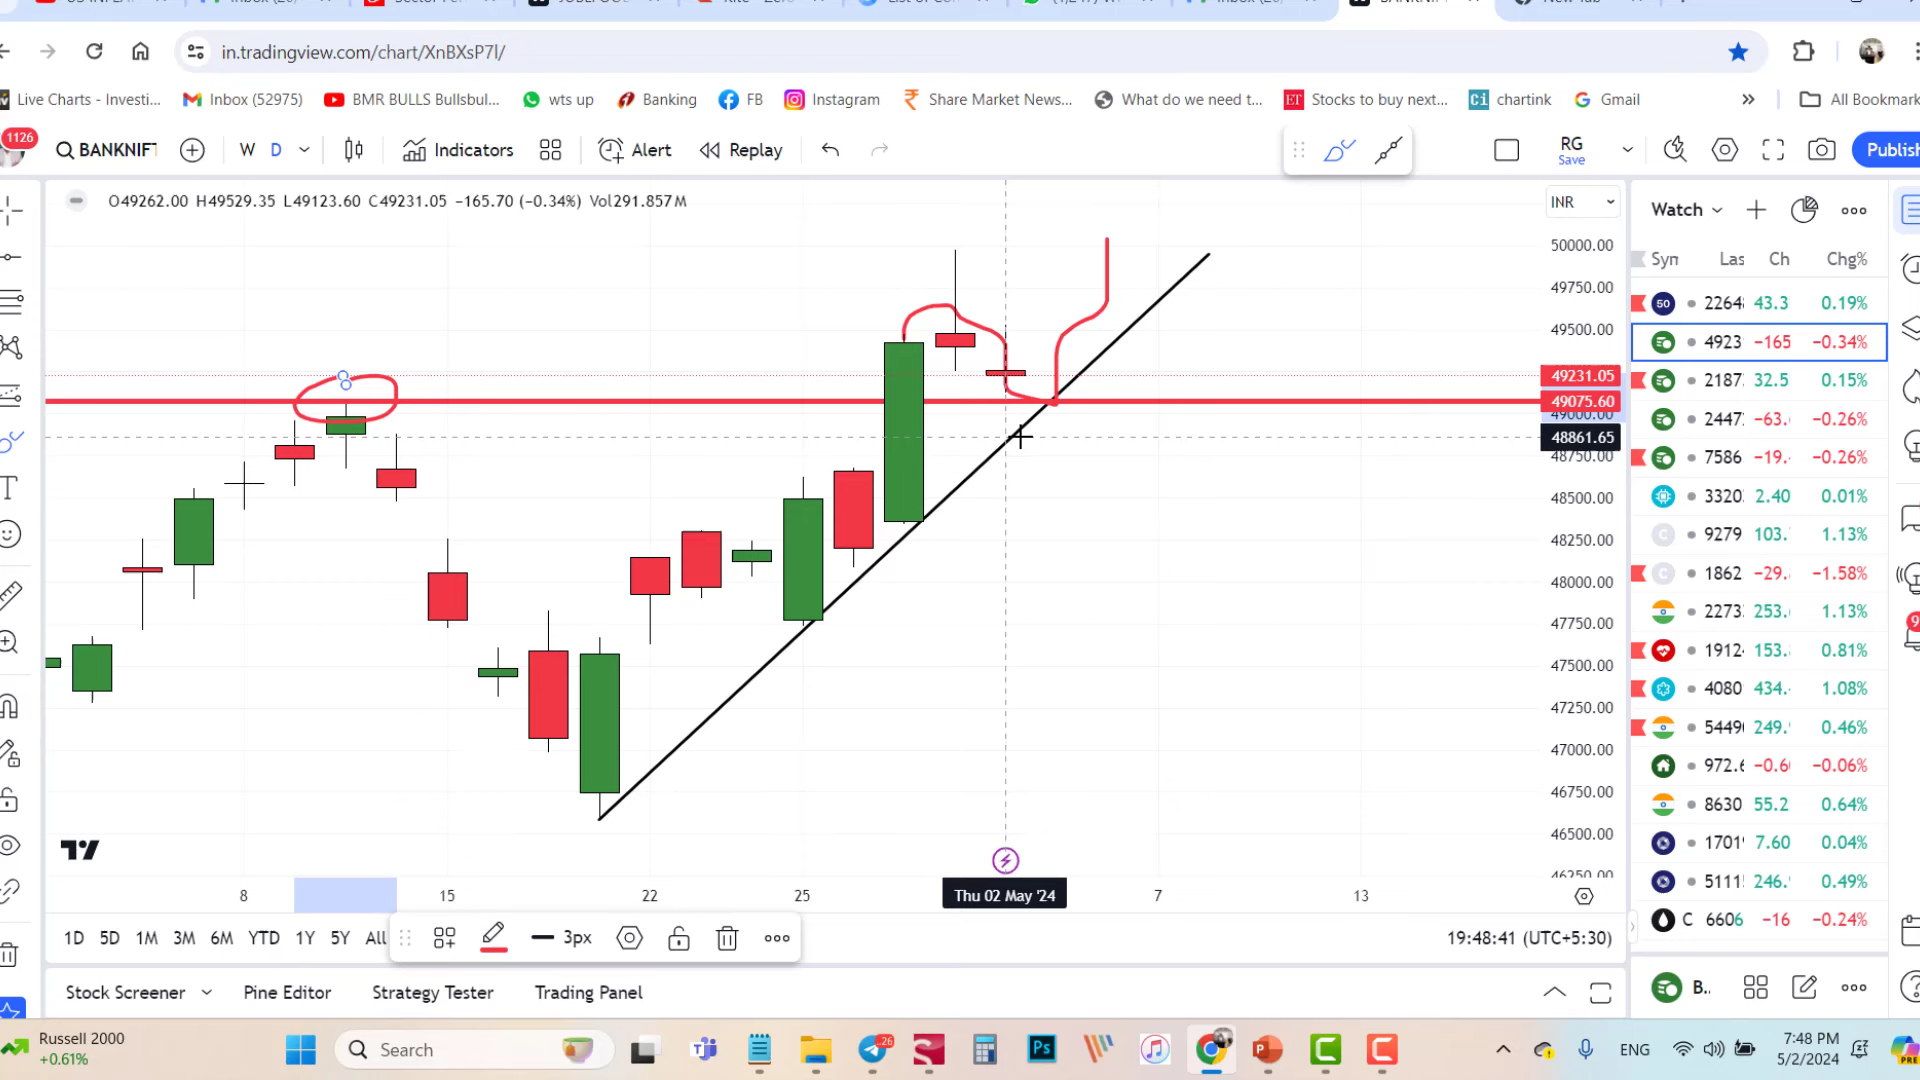 in.tradingview.com/chart/XnBXsP7l/
Live Charts - Investi...
Inbox (52975)
BMR BULLS Bullsbul...
wts up
Banking
FB
Instagram
Share Market News...
What do we need t...
Stocks to buy next...
chartink
Gmail
All Bookmark
1126
BANKNIFT
W D
Indicators
Alert
Replay
RG
Save
Publish
O49262.00 H49529.35 L49123.60 C49231.05 −165.70 (−0.34%) Vol291.857M
INR
50000.00
49750.00
49500.00
49231.05
49075.60
49000.00
48861.65
48750.00
48500.00
48250.00
48000.00
47750.00
47500.00
47250.00
47000.00
46750.00
46500.00
46250.00
8
15
22
25
Thu 02 May '24
7
13
Watch
Syn Las Ch Chg%
50 2264 43.3 0.19%
4923 −165 −0.34%
2187 32.5 0.15%
2447 −63. −0.26%
7586 −19. −0.26%
3320 2.40 0.01%
9279 103. 1.13%
1862 −29. −1.58%
2273 253. 1.13%
1912 153. 0.81%
4080 434. 1.08%
5449 249. 0.46%
972.6 −0.6 −0.06%
8630 55.2 0.64%
1701 7.60 0.04%
5111 246. 0.49%
C 6606 −16 −0.24%
1D 5D 1M 3M 6M YTD 1Y 5Y All
3px
19:48:41 (UTC+5:30)
B..
Stock Screener
Pine Editor
Strategy Tester
Trading Panel
Russell 2000
+0.61%
Search
26
Ps
ENG
7:48 PM
5/2/2024
PRE